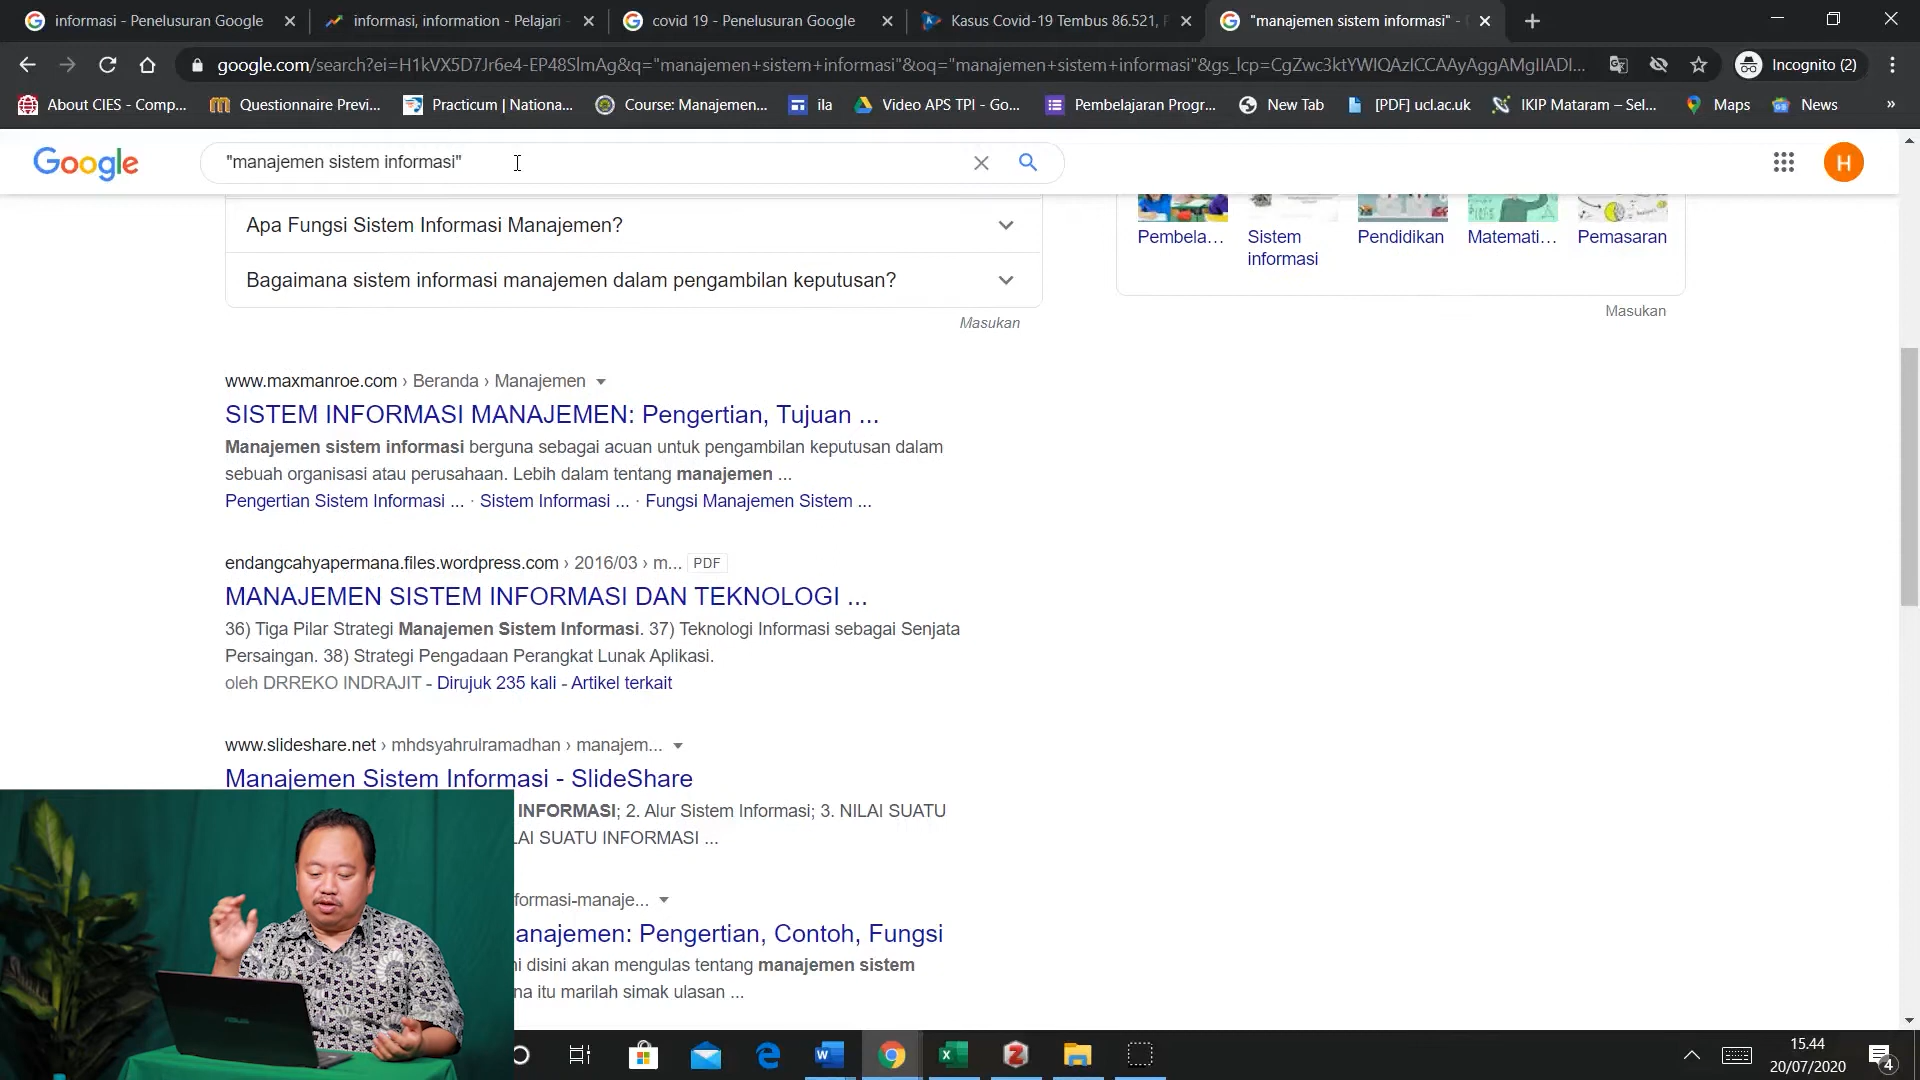 informasi - Penelusuran Google
informasi, information - Pelajari -
covid 19 - Penelusuran Google
Kasus Covid-19 Tembus 86.521,
"manajemen sistem informasi" -
google.com/search?ei=H1kVX5D7Jr6e4-EP48SlmAg&q="manajemen+sistem+informasi"&oq="manajemen+sistem+informasi"&gs_lcp=CgZwc3ktYWIQAzICCAAyAggAMgIIADI...
Incognito (2)
About CIES - Comp...
Questionnaire Previ...
Practicum | Nationa...
Course: Manajemen...
ila
Video APS TPI - Go...
Pembelajaran Progr...
New Tab
[PDF] ucl.ac.uk
IKIP Mataram – Sel...
Maps
News
»
Google
"manajemen sistem informasi"
H
Apa Fungsi Sistem Informasi Manajemen?
Bagaimana sistem informasi manajemen dalam pengambilan keputusan?
Masukan
Pembela...
Sistem informasi
Pendidikan
Matemati...
Pemasaran
Masukan
www.maxmanroe.com › Beranda › Manajemen
SISTEM INFORMASI MANAJEMEN: Pengertian, Tujuan ...
Manajemen sistem informasi berguna sebagai acuan untuk pengambilan keputusan dalam
sebuah organisasi atau perusahaan. Lebih dalam tentang manajemen ...
Pengertian Sistem Informasi ... · Sistem Informasi ... · Fungsi Manajemen Sistem ...
endangcahyapermana.files.wordpress.com › 2016/03 › m... PDF
MANAJEMEN SISTEM INFORMASI DAN TEKNOLOGI ...
36) Tiga Pilar Strategi Manajemen Sistem Informasi. 37) Teknologi Informasi sebagai Senjata
Persaingan. 38) Strategi Pengadaan Perangkat Lunak Aplikasi.
oleh DRREKO INDRAJIT - Dirujuk 235 kali - Artikel terkait
www.slideshare.net › mhdsyahrulramadhan › manajem...
Manajemen Sistem Informasi - SlideShare
INFORMASI; 2. Alur Sistem Informasi; 3. NILAI SUATU
LAI SUATU INFORMASI ...
formasi-manaje...
anajemen: Pengertian, Contoh, Fungsi
ni disini akan mengulas tentang manajemen sistem
na itu marilah simak ulasan ...
ASUS
15.44
20/07/2020
4